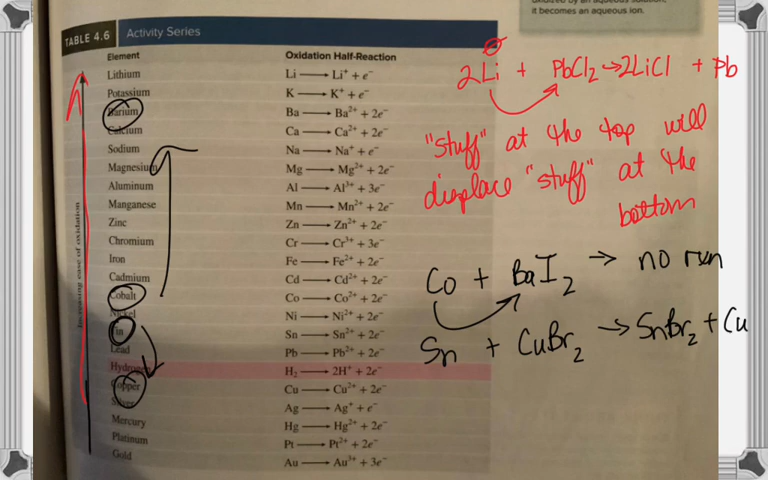 oxidized by an aqueous solution,
it becomes an aqueous ion.
TABLE 4.6 Activity Series
Element Oxidation Half-Reaction
Lithium Li → Li⁺ + e⁻
Potassium K → K⁺ + e⁻
Barium Ba → Ba²⁺ + 2e⁻
Calcium Ca → Ca²⁺ + 2e⁻
Sodium Na → Na⁺ + e⁻
Magnesium Mg → Mg²⁺ + 2e⁻
Aluminum Al → Al³⁺ + 3e⁻
Manganese Mn → Mn²⁺ + 2e⁻
Zinc Zn → Zn²⁺ + 2e⁻
Chromium Cr → Cr³⁺ + 3e⁻
Iron Fe → Fe²⁺ + 2e⁻
Cadmium Cd → Cd²⁺ + 2e⁻
Cobalt Co → Co²⁺ + 2e⁻
Nickel Ni → Ni²⁺ + 2e⁻
Tin Sn → Sn²⁺ + 2e⁻
Lead Pb → Pb²⁺ + 2e⁻
Hydrogen H₂ → 2H⁺ + 2e⁻
Copper Cu → Cu²⁺ + 2e⁻
Silver Ag → Ag⁺ + e⁻
Mercury Hg → Hg²⁺ + 2e⁻
Platinum Pt → Pt²⁺ + 2e⁻
Gold Au → Au³⁺ + 3e⁻
Increasing ease of oxidation
2Li + PbCl₂ → 2LiCl + Pb
"stuff" at the top will
displace "stuff" at the
bottom
Co + BaI₂ → no rxn
Sn + CuBr₂ → SnBr₂ + Cu